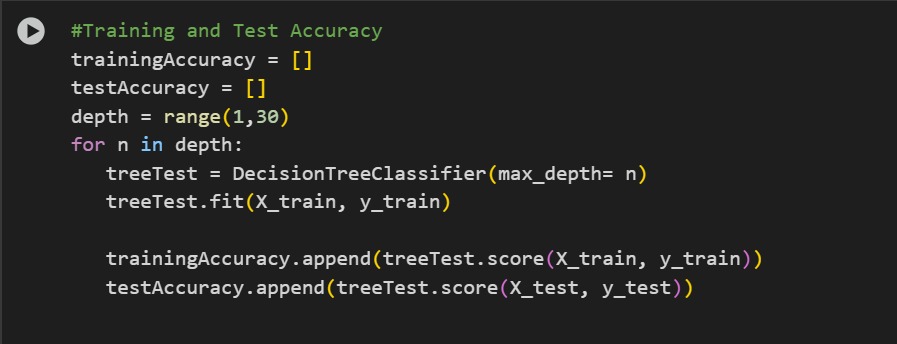 #Training and Test Accuracy
trainingAccuracy = []
testAccuracy = []
depth = range(1,30)
for n in depth:
   treeTest = DecisionTreeClassifier(max_depth= n)
   treeTest.fit(X_train, y_train)

   trainingAccuracy.append(treeTest.score(X_train, y_train))
   testAccuracy.append(treeTest.score(X_test, y_test))